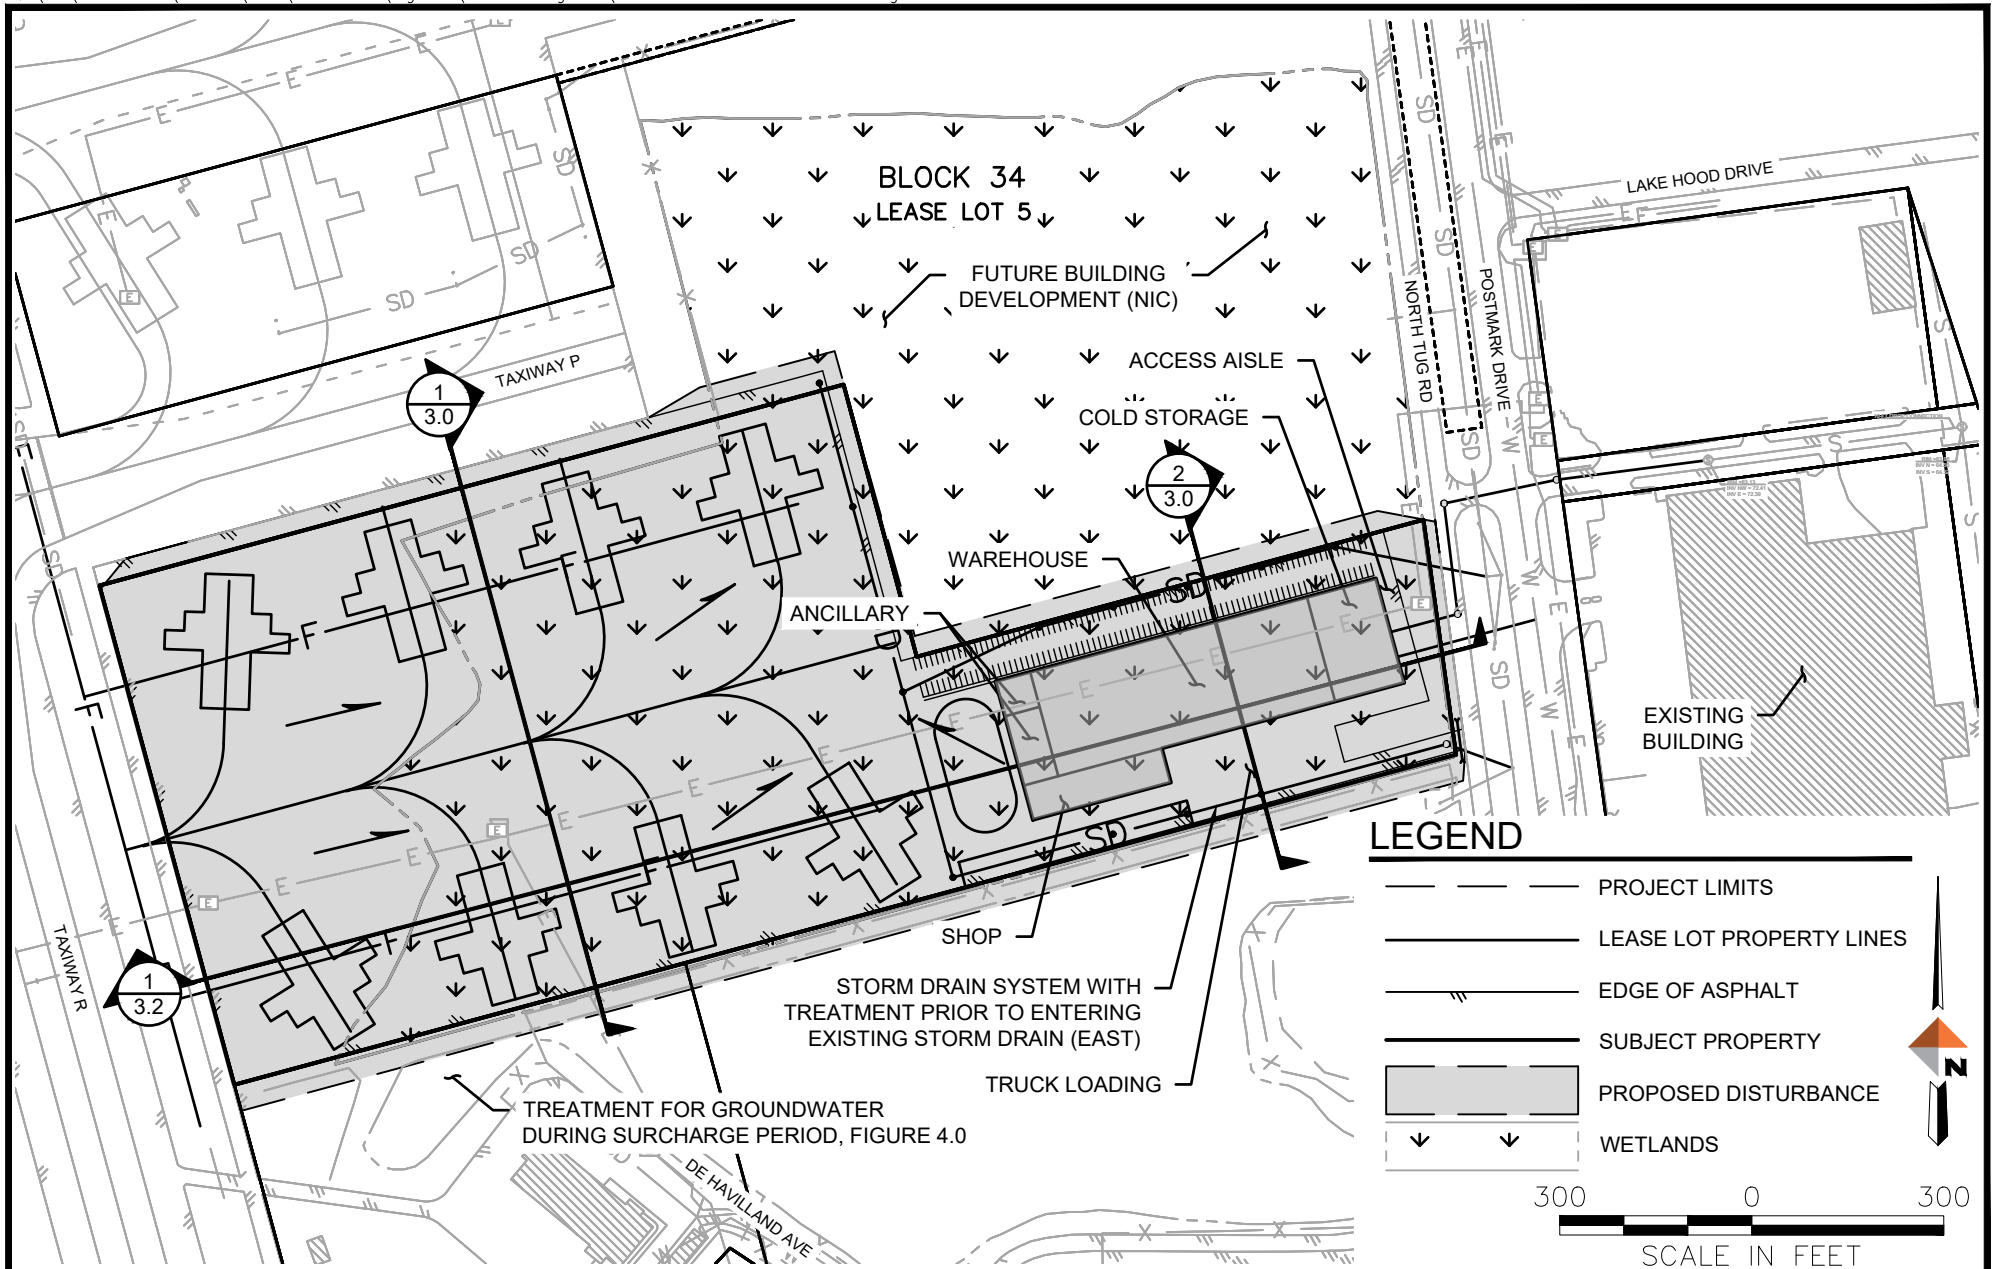 BLOCK 34
LEASE LOT 5
LAKE HOOD DRIVE
FUTURE BUILDING
DEVELOPMENT (NIC)
NORTH TUG RD
POSTMARK DRIVE
TAXIWAY P
ACCESS AISLE
COLD STORAGE
1
3.0
2
3.0
WAREHOUSE
ANCILLARY
EXISTING
BUILDING
SHOP
STORM DRAIN SYSTEM WITH
TREATMENT PRIOR TO ENTERING
EXISTING STORM DRAIN (EAST)
TRUCK LOADING
TAXIWAY R
1
3.2
TREATMENT FOR GROUNDWATER
DURING SURCHARGE PERIOD, FIGURE 4.0
DE HAVILLAND AVE
SD
SD
SD
SD
SD
SD
SD
SD
SD
SD
E
E
E
E
E
E
E
E
E
E
F
F
F
F
W
W
W
S
S
S
LEGEND
PROJECT LIMITS
LEASE LOT PROPERTY LINES
EDGE OF ASPHALT
SUBJECT PROPERTY
PROPOSED DISTURBANCE
WETLANDS
N
300 0 300
SCALE IN FEET